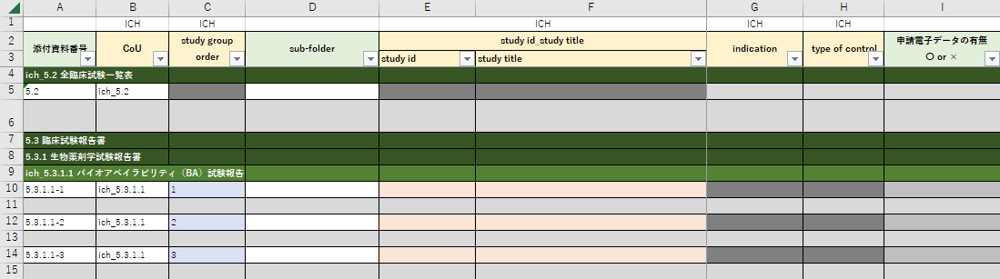 A B C D E F G H I
1 ICH ICH ICH ICH ICH
2 添付資料番号 CoU study group order sub-folder study id_study title indication type of control 申請電子データの有無
3 study id study title 〇 or ×
4 ich_5.2 全臨床試験一覧表
5 5.2 ich_5.2
6
7 5.3 臨床試験報告書
8 5.3.1 生物薬剤学試験報告書
9 ich_5.3.1.1 バイオアベイラビリティ（BA）試験報告
10 5.3.1.1-1 ich_5.3.1.1 1
11
12 5.3.1.1-2 ich_5.3.1.1 2
13
14 5.3.1.1-3 ich_5.3.1.1 3
15